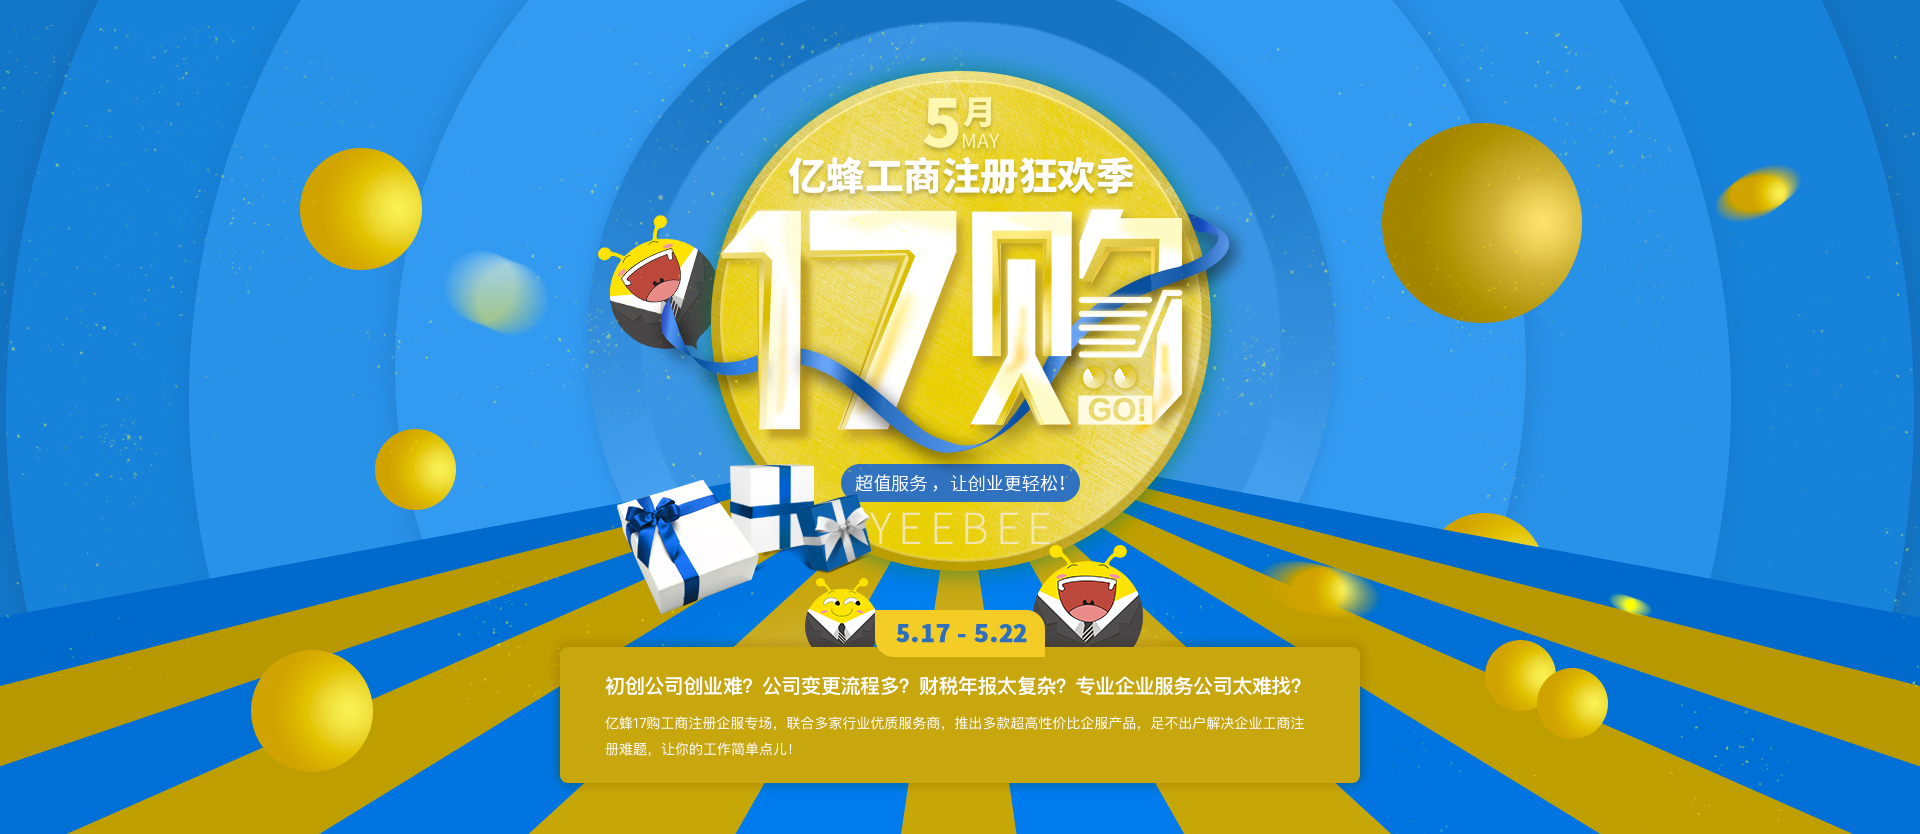 5月
MAY
亿蜂工商注册狂欢季
17购
GO!
超值服务，让创业更轻松!
YEEBEE
5.17 - 5.22
初创公司创业难？公司变更流程多？财税年报太复杂？专业企业服务公司太难找？
亿蜂17购工商注册企服专场，联合多家行业优质服务商，推出多款超高性价比企服产品，足不出户解决企业工商注
册难题，让你的工作简单点儿！